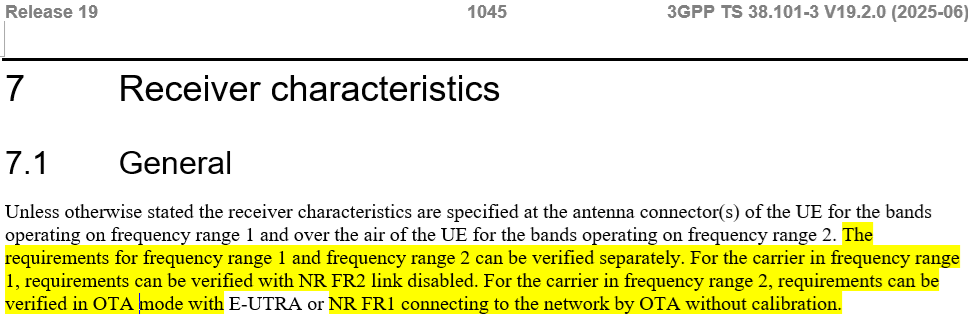 Release 19 1045 3GPP TS 38.101-3 V19.2.0 (2025-06)
7 Receiver characteristics
7.1 General
Unless otherwise stated the receiver characteristics are specified at the antenna connector(s) of the UE for the bands
operating on frequency range 1 and over the air of the UE for the bands operating on frequency range 2. The
requirements for frequency range 1 and frequency range 2 can be verified separately. For the carrier in frequency range
1, requirements can be verified with NR FR2 link disabled. For the carrier in frequency range 2, requirements can be
verified in OTA mode with E-UTRA or NR FR1 connecting to the network by OTA without calibration.